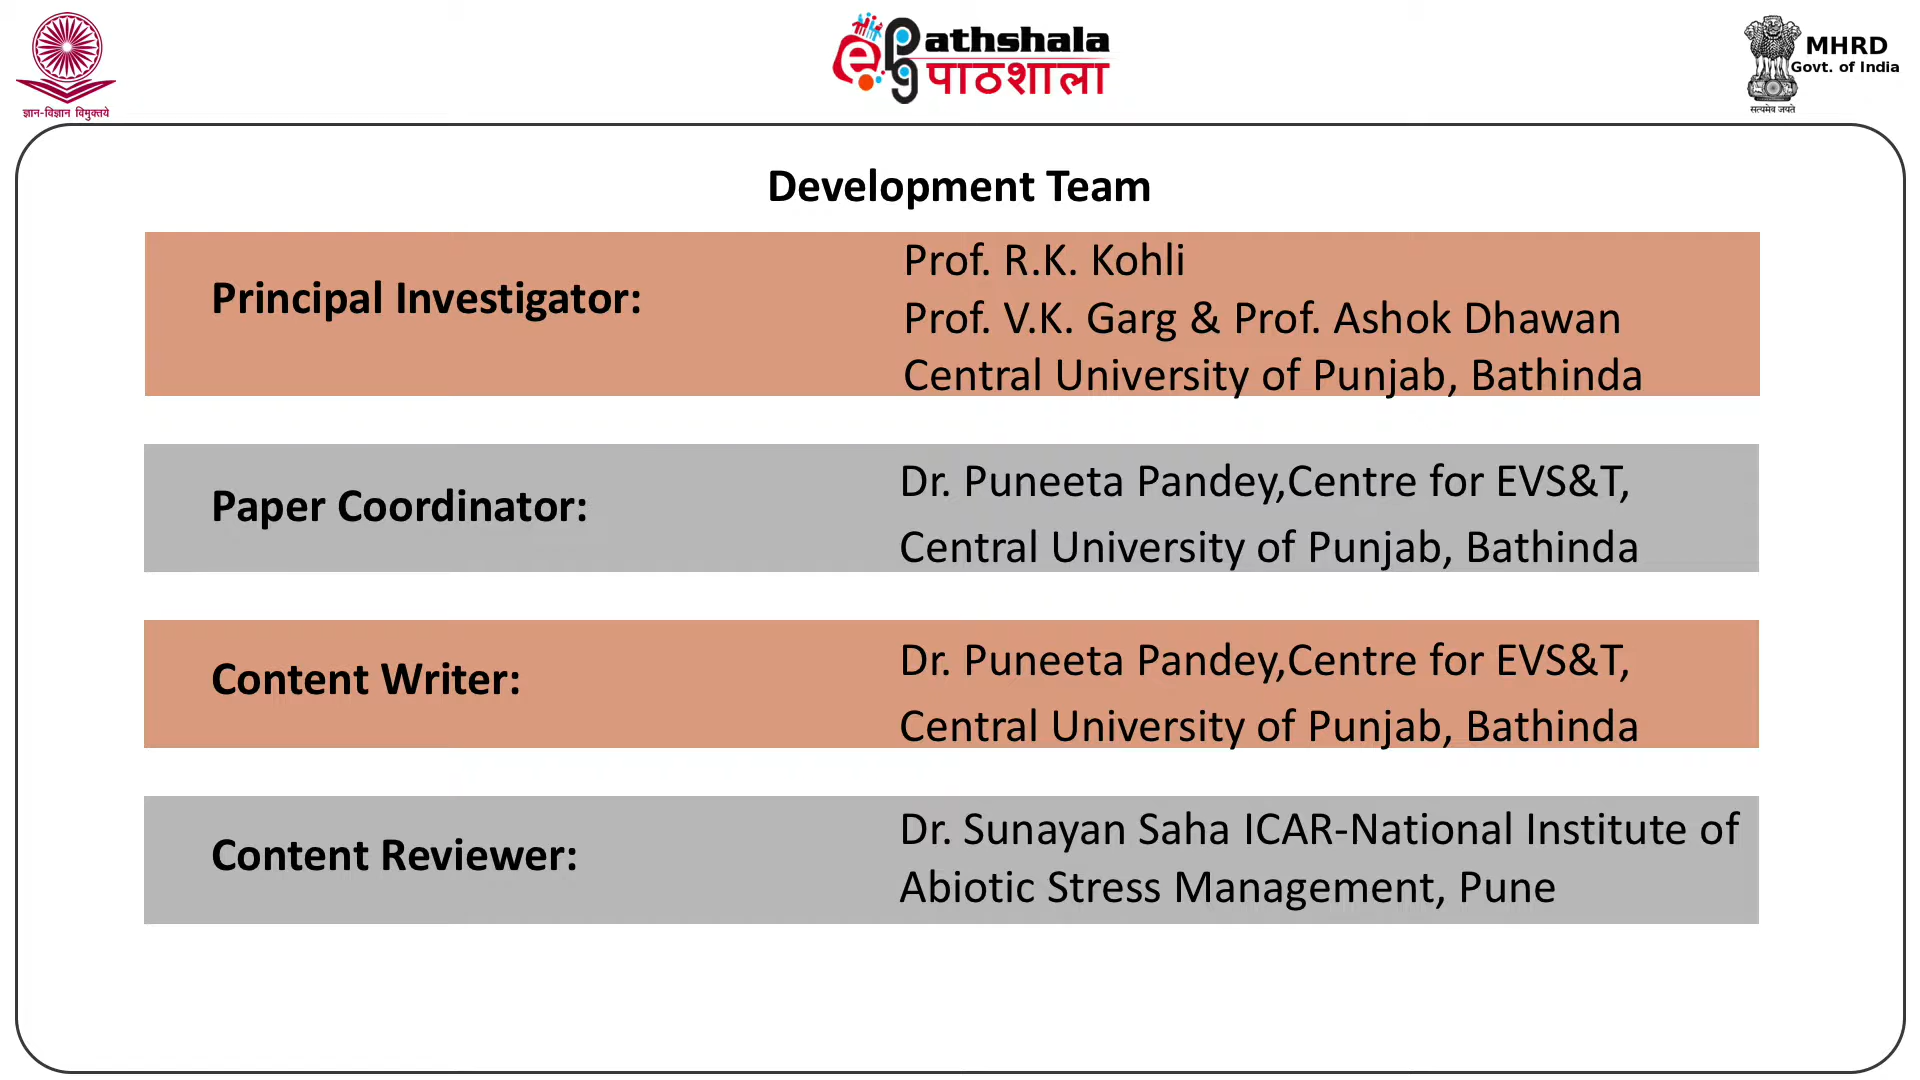 ज्ञान-विज्ञान विमुक्तये
e pg Pathshala
पाठशाला
MHRD
Govt. of India
सत्यमेव जयते
Development Team
Principal Investigator:
Prof. R.K. Kohli
Prof. V.K. Garg & Prof. Ashok Dhawan
Central University of Punjab, Bathinda
Paper Coordinator:
Dr. Puneeta Pandey,Centre for EVS&T,
Central University of Punjab, Bathinda
Content Writer:
Dr. Puneeta Pandey,Centre for EVS&T,
Central University of Punjab, Bathinda
Content Reviewer:
Dr. Sunayan Saha ICAR-National Institute of
Abiotic Stress Management, Pune